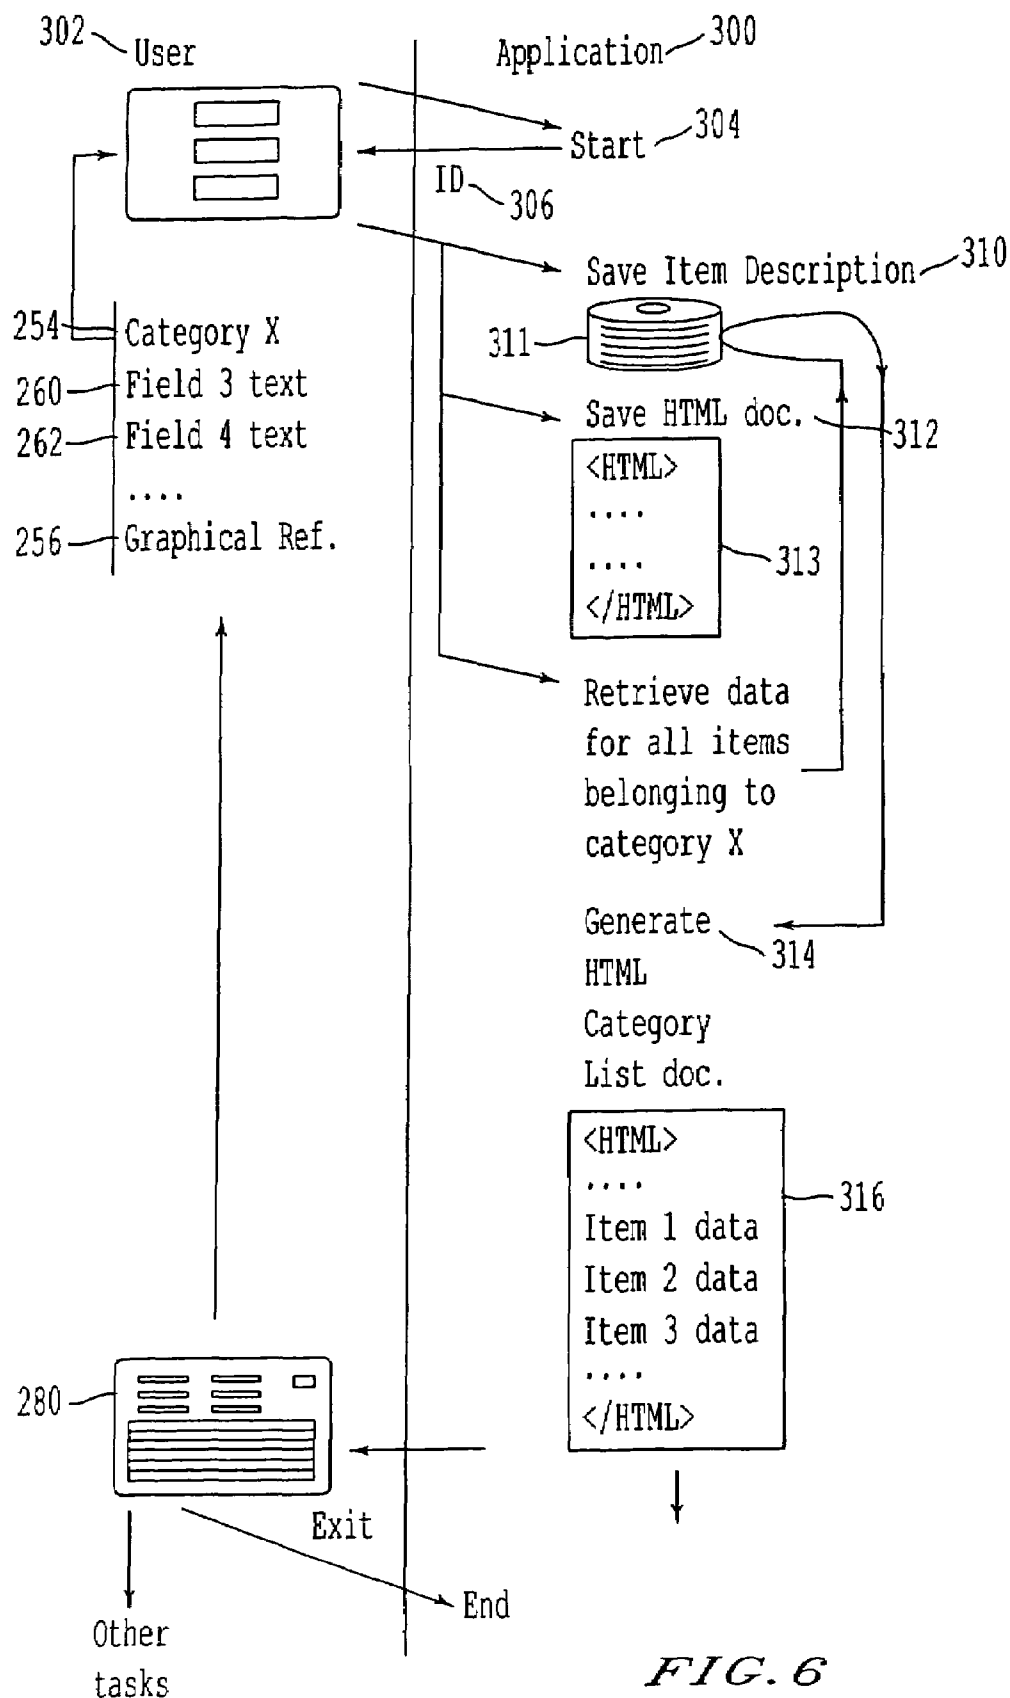 302 User
Application 300
Start 304
ID 306
Save Item Description 310
311
254 Category X
260 Field 3 text
262 Field 4 text
....
256 Graphical Ref.
Save HTML doc. 312
<HTML>
....
....
</HTML>
313
Retrieve data
for all items
belonging to
category X
Generate 314
HTML
Category
List doc.
<HTML>
....
316
Item 1 data
Item 2 data
Item 3 data
....
</HTML>
280
Exit
End
Other
tasks
FIG. 6